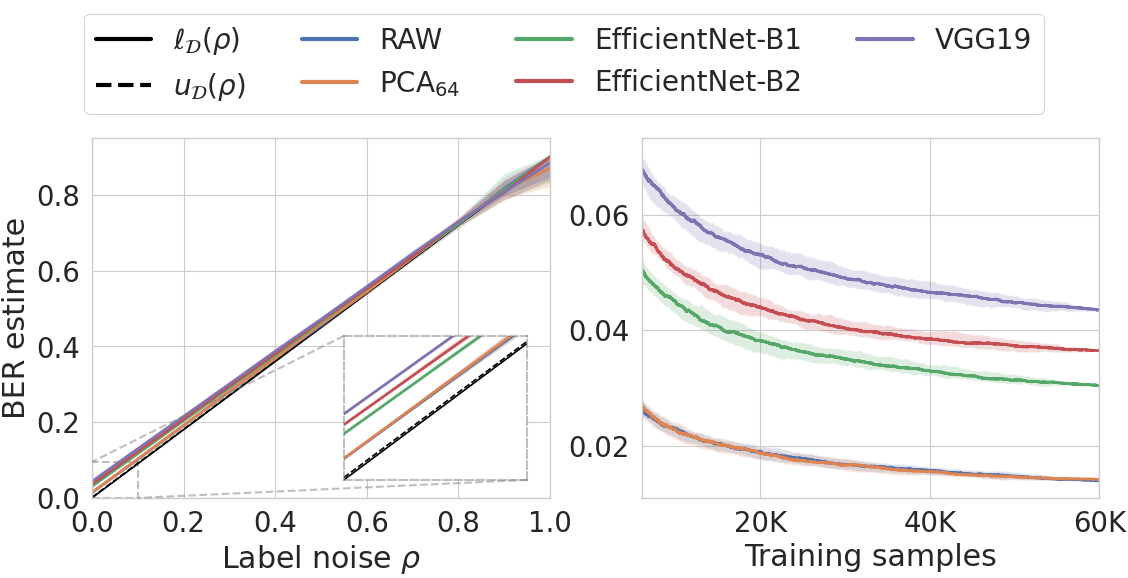 ℓ_𝒟(ρ) RAW EfficientNet-B1 VGG19
u_𝒟(ρ) PCA₆₄ EfficientNet-B2
BER estimate
0.8
0.6
0.4
0.2
0.0
0.0 0.2 0.4 0.6 0.8 1.0
Label noise ρ
0.06
0.04
0.02
20K 40K 60K
Training samples